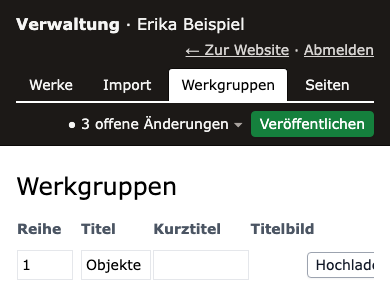 Verwaltung · Erika Beispiel
← Zur Website · Abmelden
Werke Import Werkgruppen Seiten
• 3 offene Änderungen Veröffentlichen
Werkgruppen
Reihe Titel Kurztitel Titelbild
1 Objekte Hochlade